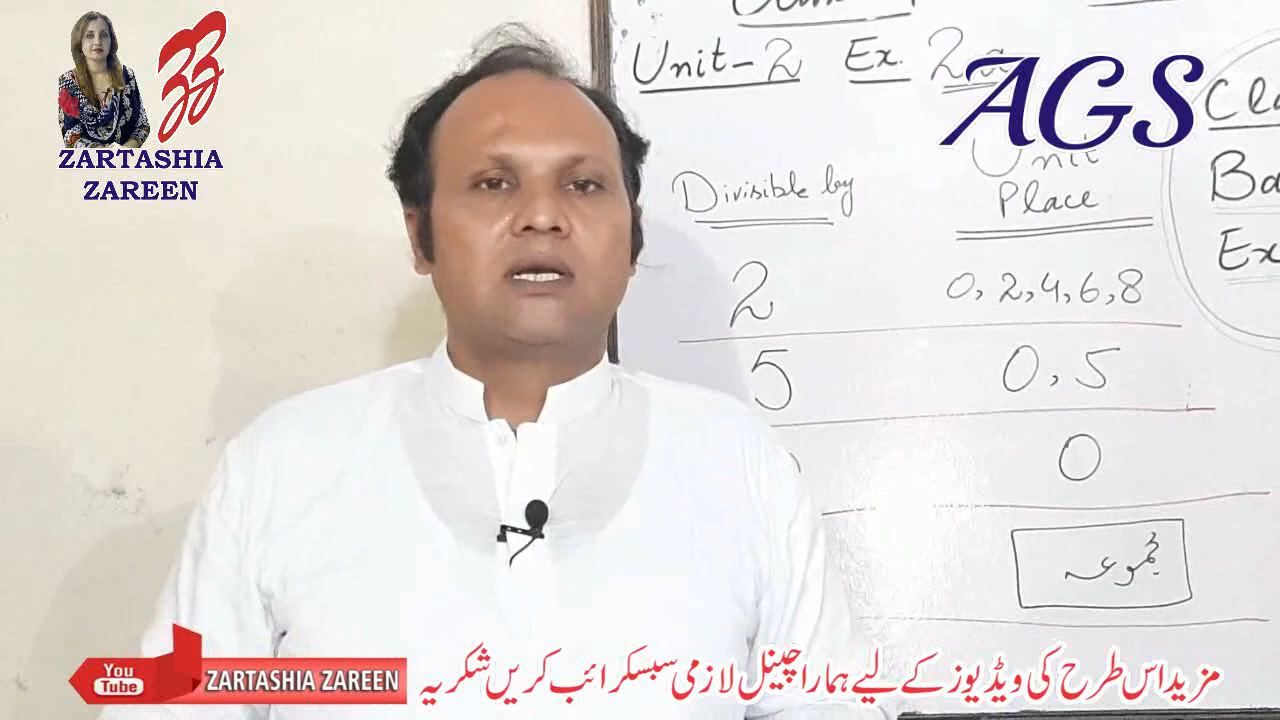 ZARTASHIA
ZAREEN
AGS
Unit-2 Ex. 2
Divisible by Unit Place
2 0, 2, 4, 6, 8
5 0, 5
0
مجموعہ
You
Tube
ZARTASHIA ZAREEN
مزید اس طرح کی ویڈیوز کے لیے ہمارا چینل لازمی سبسکرائب کریں شکریہ